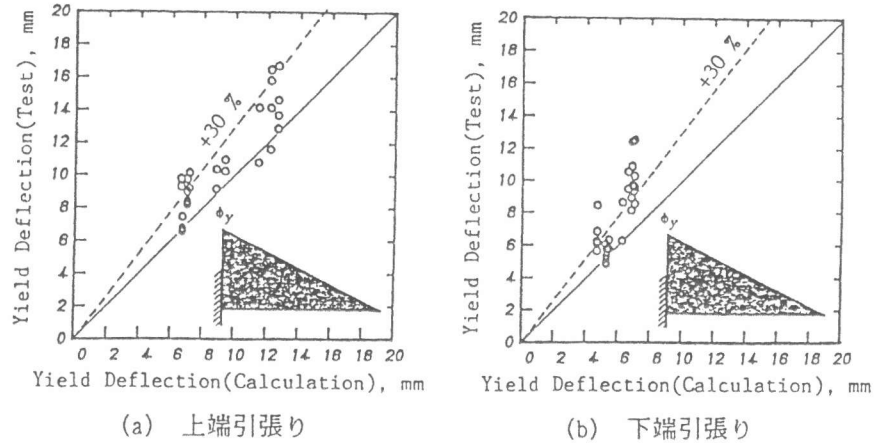 Yield Deflection(Test), mm
20
18
16
14
12
10
8
6
4
2
0
+30 %
ϕy
0 2 4 6 8 10 12 14 16 18 20
Yield Deflection(Calculation), mm
(a) 上端引張り
Yield Deflection(Test), mm
20
18
16
14
12
10
8
6
4
2
0
+30 %
ϕy
0 2 4 6 8 10 12 14 16 18 20
Yield Deflection(Calculation), mm
(b) 下端引張り